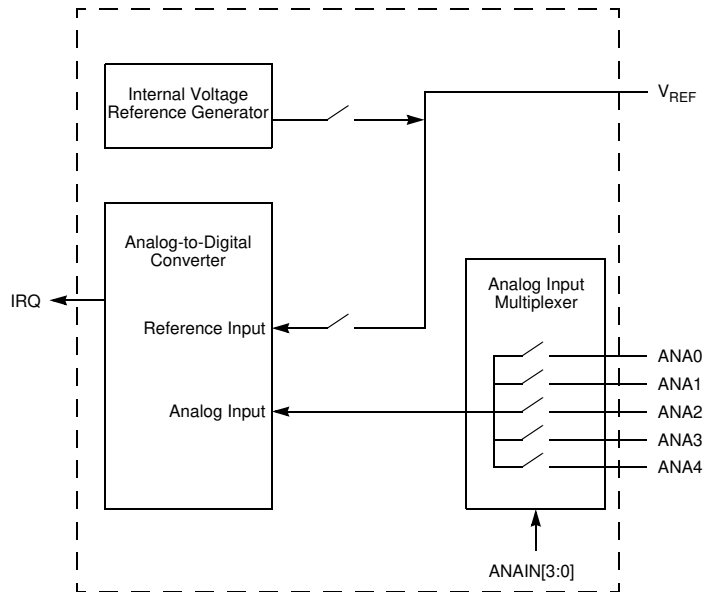 Internal Voltage
Reference Generator
VREF
Analog-to-Digital
Converter
Analog Input
Multiplexer
IRQ
Reference Input
Analog Input
ANA0
ANA1
ANA2
ANA3
ANA4
ANAIN[3:0]